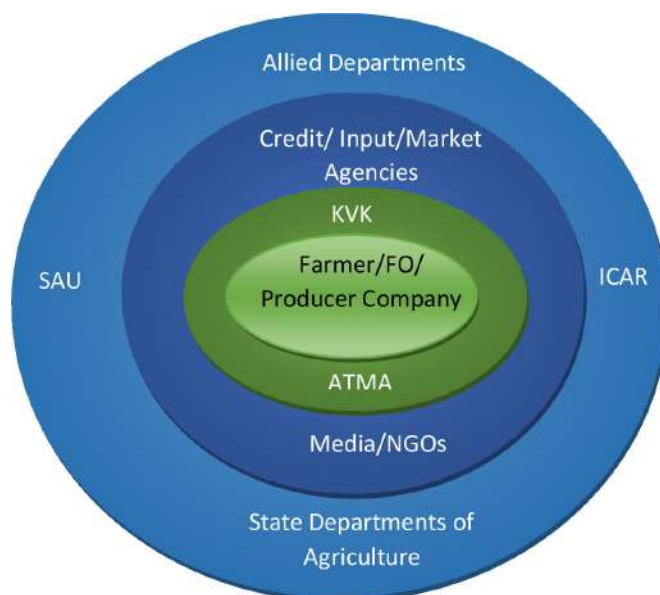 Allied Departments
Credit/ Input/Market
Agencies
KVK
Farmer/FO/
Producer Company
SAU
ICAR
ATMA
Media/NGOs
State Departments of
Agriculture